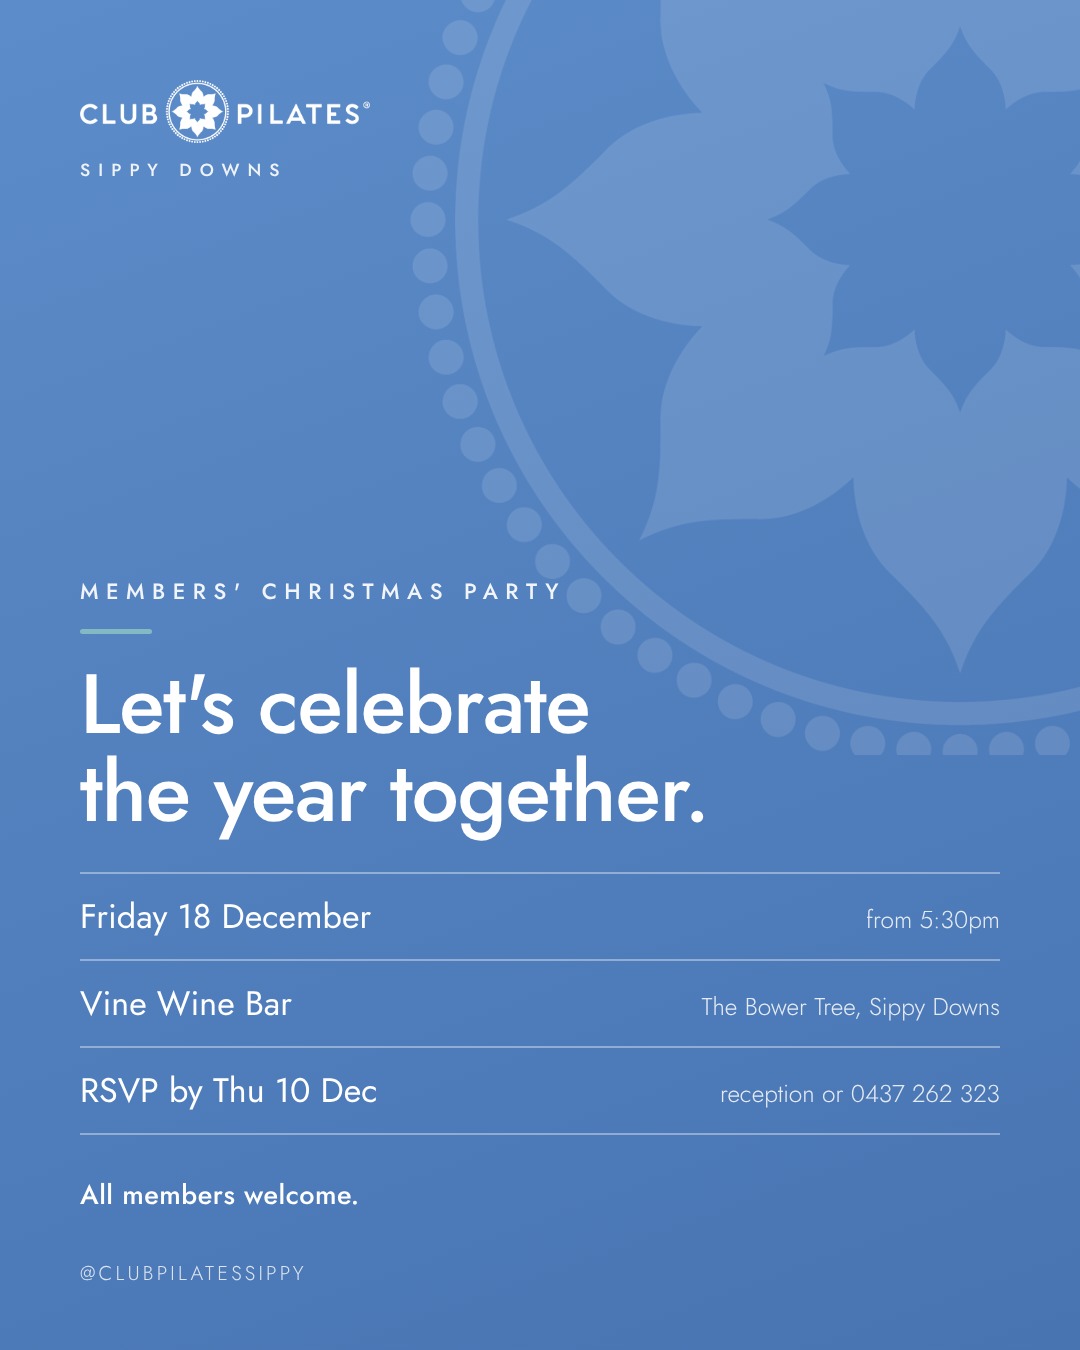 CLUB PILATES®
SIPPY DOWNS
MEMBERS' CHRISTMAS PARTY
Let's celebrate
the year together.
Friday 18 December from 5:30pm
Vine Wine Bar The Bower Tree, Sippy Downs
RSVP by Thu 10 Dec reception or 0437 262 323
All members welcome.
@CLUBPILATESSIPPY